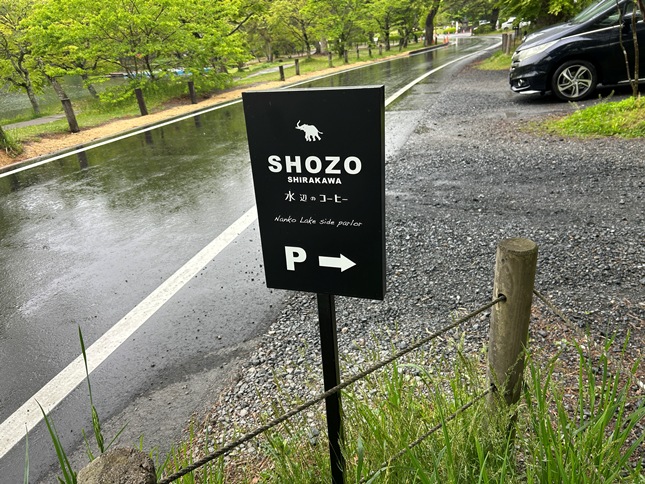 SHOZO
SHIRAKAWA
水辺のコーヒー
Nanko Lake side parlor
P →